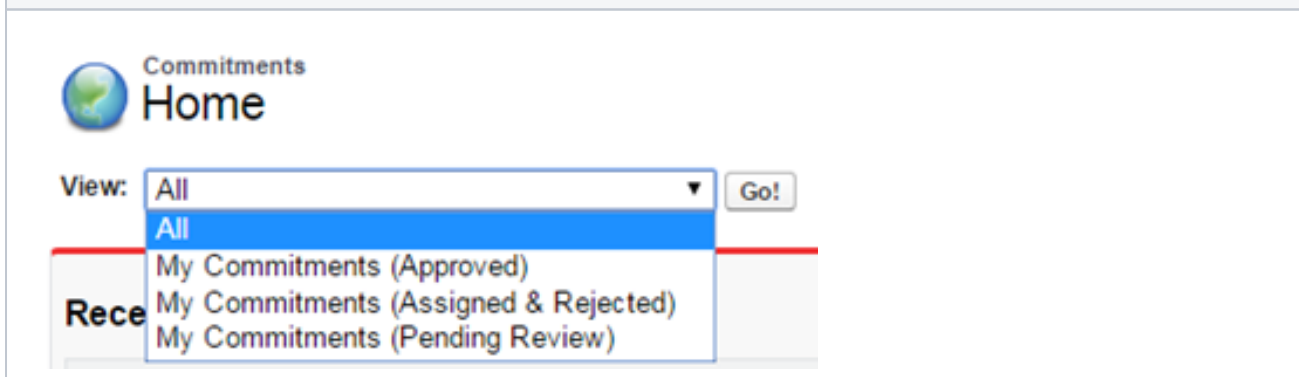 Commitments
Home
View: All ▼ Go!
All
My Commitments (Approved)
My Commitments (Assigned & Rejected)
Rece My Commitments (Pending Review)